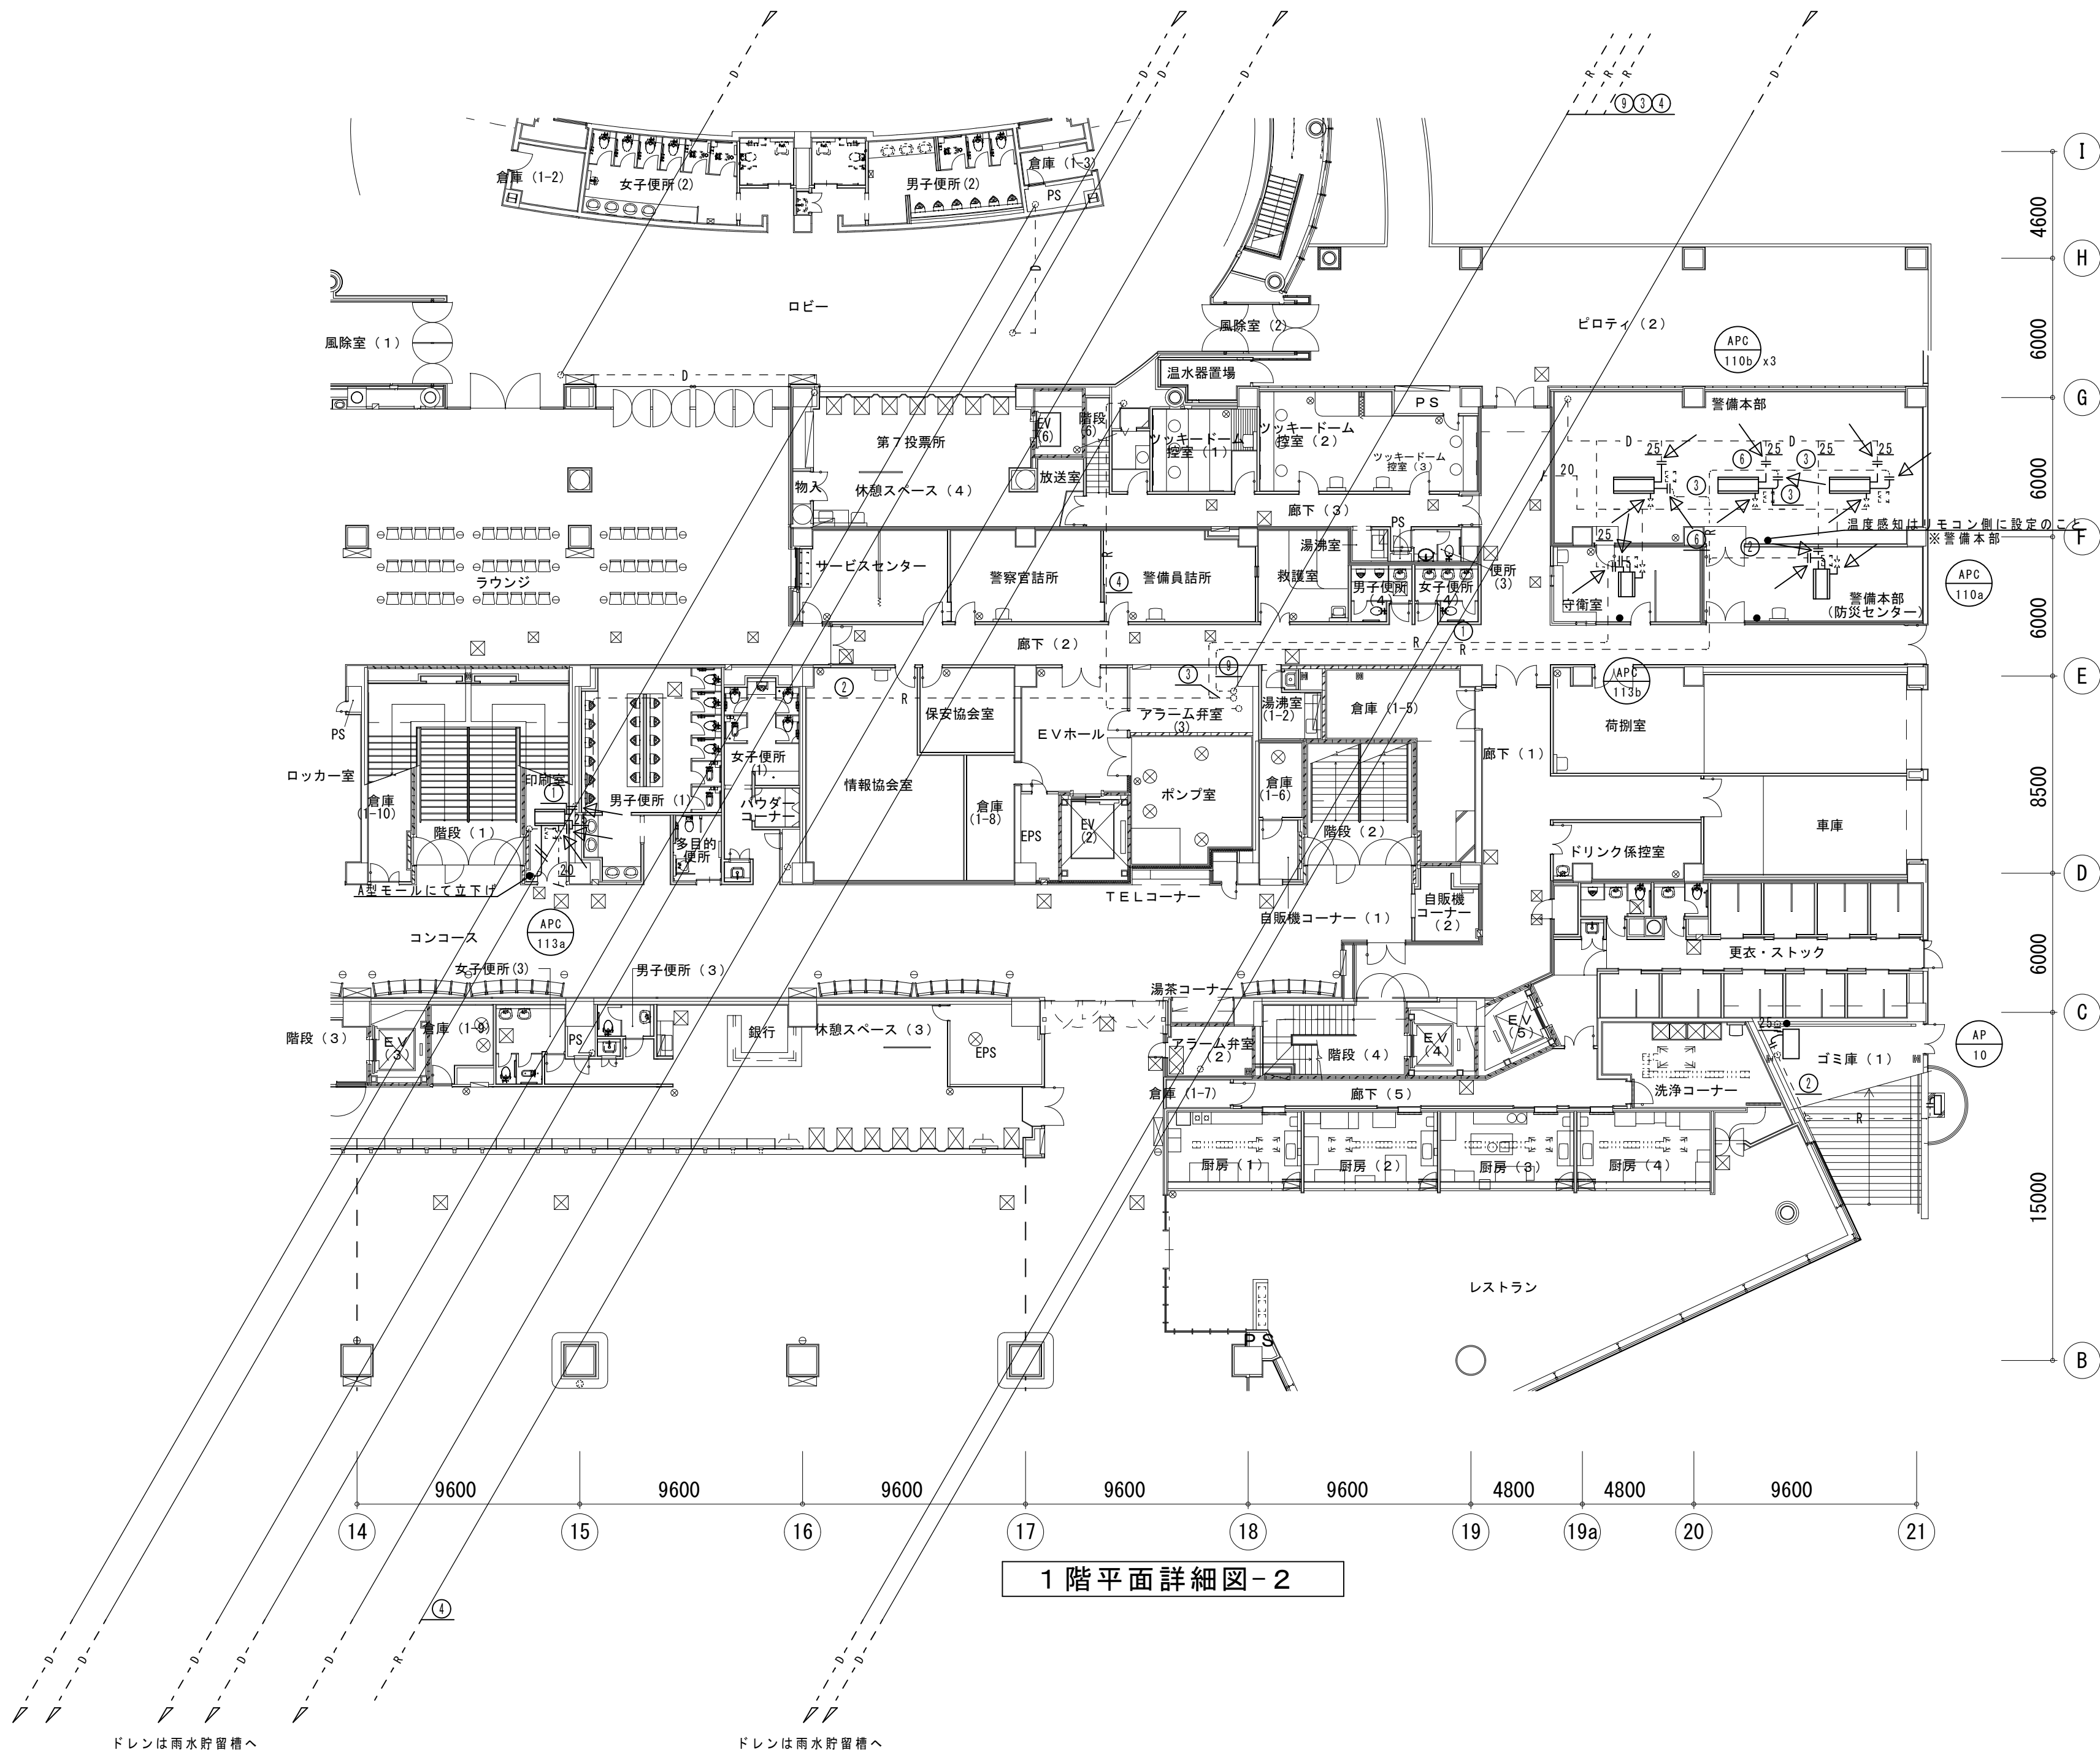 D
D
D
D
R
R
R
D
⑨③④
I
4600
H
6000
G
6000
F
6000
E
8500
D
6000
C
15000
B
倉庫（1-2）
女子便所(2)
男子便所(2)
倉庫（1-3）
PS
D
ロビー
風除室（1）
風除室（2）
ピロティ（2）
APC
110b
x3
D
温水器置場
PS
警備本部
第７投票所
EV
(6)
階段
(6)
ツッキードーム
控室（1）
ツッキードーム
控室（2）
ツッキードーム
控室（3）
D
D
25
25
25
⑥
③
③
③
20
物入
休憩スペース（4）
放送室
廊下（3）
PS
温度感知はリモコン側に設定のこと
※警備本部
R
湯沸室
25
⑥
②
R
ラウンジ
サービスセンター
警察官詰所
④
警備員詰所
救護室
男子便所
(4)
女子便所
(4)
便所
(3)
守衛室
警備本部
(防災センター)
APC
110a
廊下（2）
①
R
R
②
R
③
⑨
APC
113b
PS
保安協会室
アラーム弁室
(3)
湯沸室
(1-2)
倉庫（1-5）
荷捌室
ＥＶホール
廊下（1）
ロッカー室
倉庫
(1-10)
印刷室
①
25
女子便所
(1)
男子便所（1）
パウダー
コーナー
情報協会室
倉庫
(1-8)
EPS
EV
(2)
ポンプ室
倉庫
(1-6)
階段（1）
階段（2）
車庫
多目的
便所
ドリンク係控室
20
A型モールにて立下げ
TELコーナー
自販機コーナー（1）
自販機
コーナー
（2）
コンコース
APC
113a
更衣・ストック
女子便所(3)
男子便所（3）
湯茶コーナー
階段（3）
EV
(3)
倉庫（1-9）
PS
銀行
休憩スペース（3）
EPS
アラーム弁室
(2)
階段（4）
EV
(4)
EV
(5)
25
ゴミ庫（1）
AP
10
洗浄コーナー
②
倉庫（1-7）
廊下（5）
R
厨房（1）
厨房（2）
厨房（3）
厨房（4）
レストラン
PS
9600
9600
9600
9600
9600
4800
4800
9600
14
15
16
17
18
19
19a
20
21
１階平面詳細図−２
④
D
D
D
D
D
R
D
D
ドレンは雨水貯留槽へ
ドレンは雨水貯留槽へ